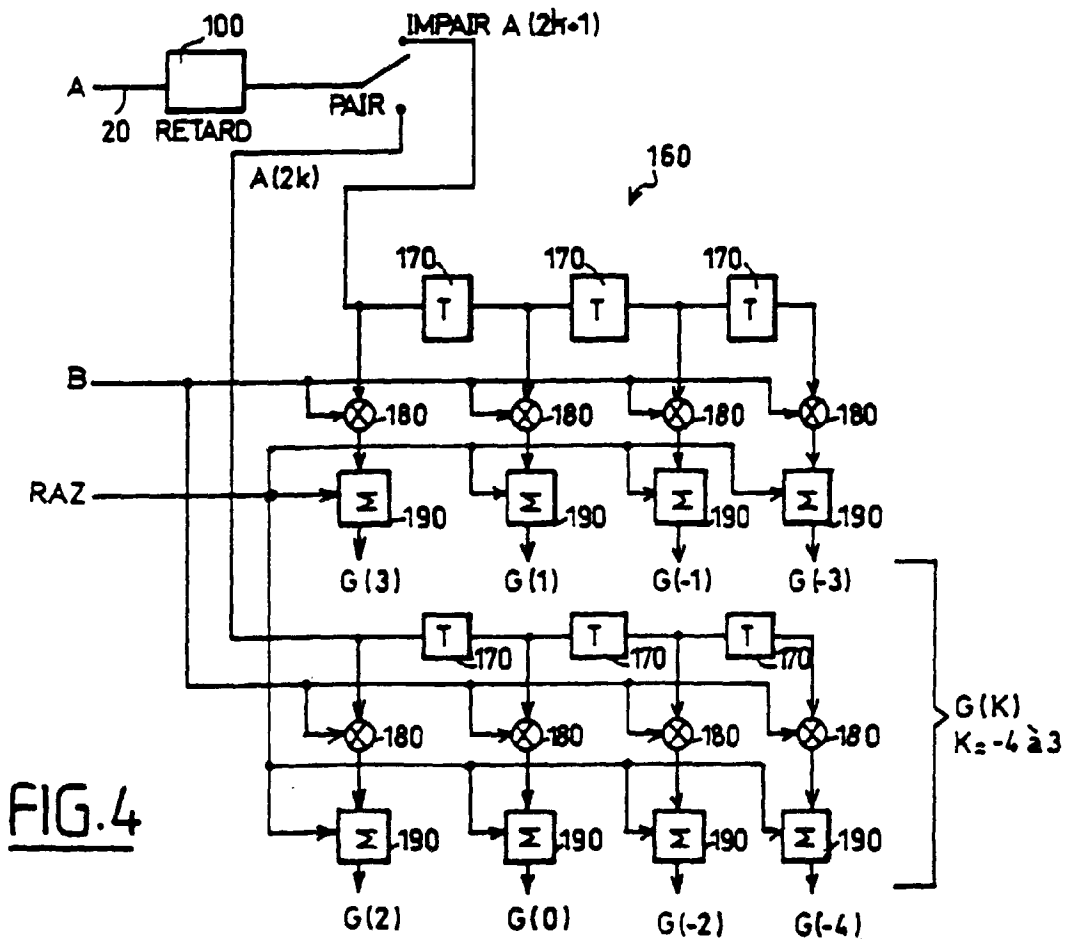 100
IMPAIR A(2k+1)
A
20
RETARD
PAIR
A(2k)
160
170 170 170
T T T
B
180 180 180 180
RAZ
Σ Σ Σ Σ
190 190 190 190
G(3) G(1) G(-1) G(-3)
T T T
170 170 170
180 180 180 180
G(K)
K=-4 à 3
FIG.4
Σ Σ Σ Σ
190 190 190 190
G(2) G(0) G(-2) G(-4)